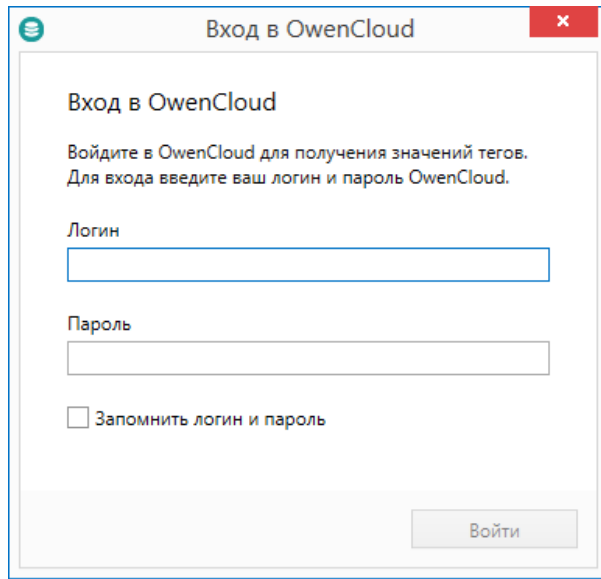 Вход в OwenCloud
Вход в OwenCloud
Войдите в OwenCloud для получения значений тегов.
Для входа введите ваш логин и пароль OwenCloud.
Логин
Пароль
Запомнить логин и пароль
Войти